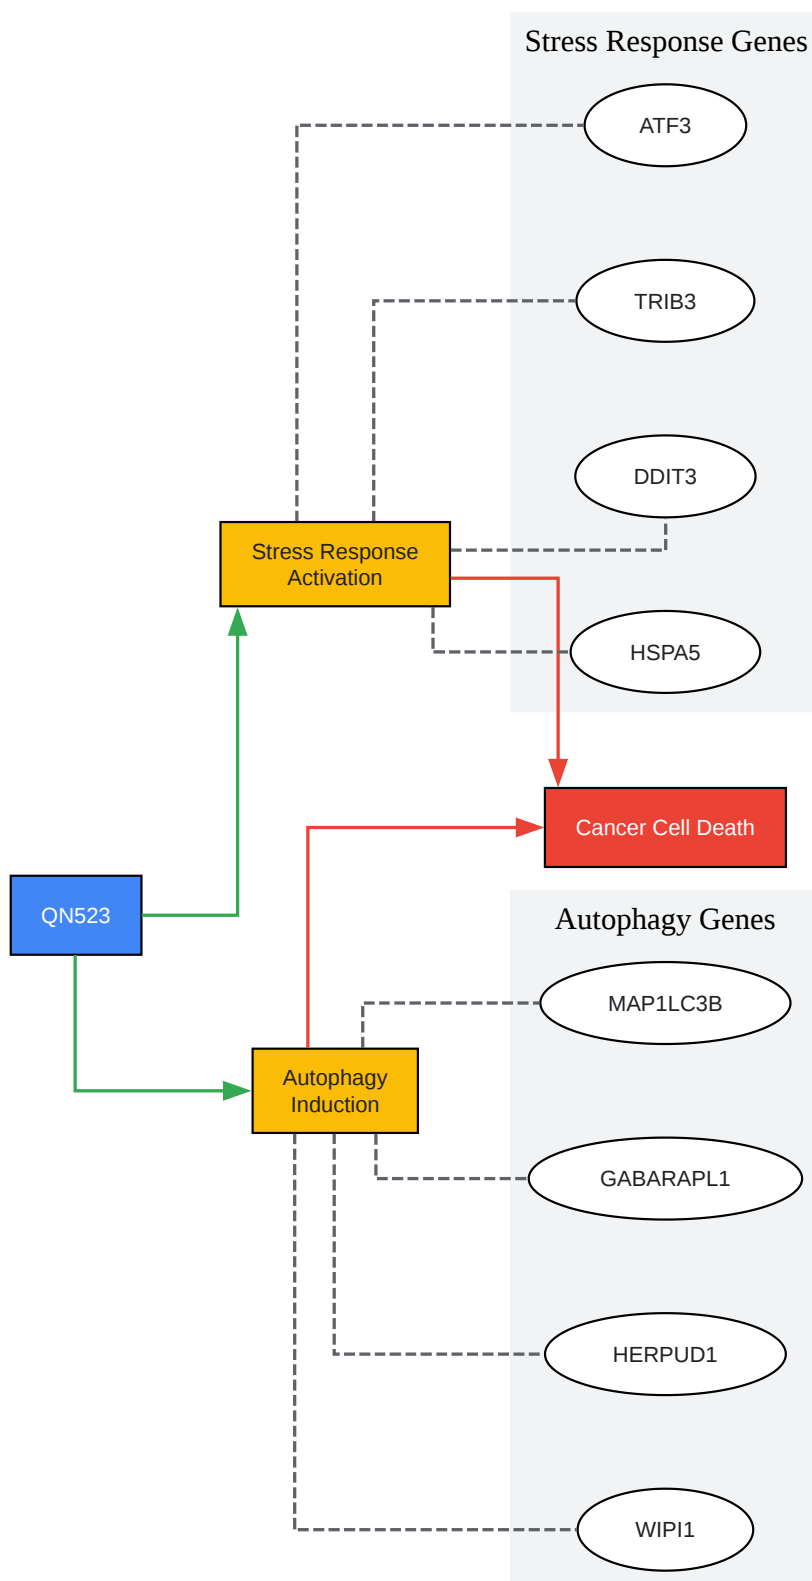 Stress Response Genes
ATF3
TRIB3
DDIT3
Stress Response
Activation
HSPA5
Cancer Cell Death
QN523
Autophagy Genes
MAP1LC3B
Autophagy
Induction
GABARAPL1
HERPUD1
WIPI1